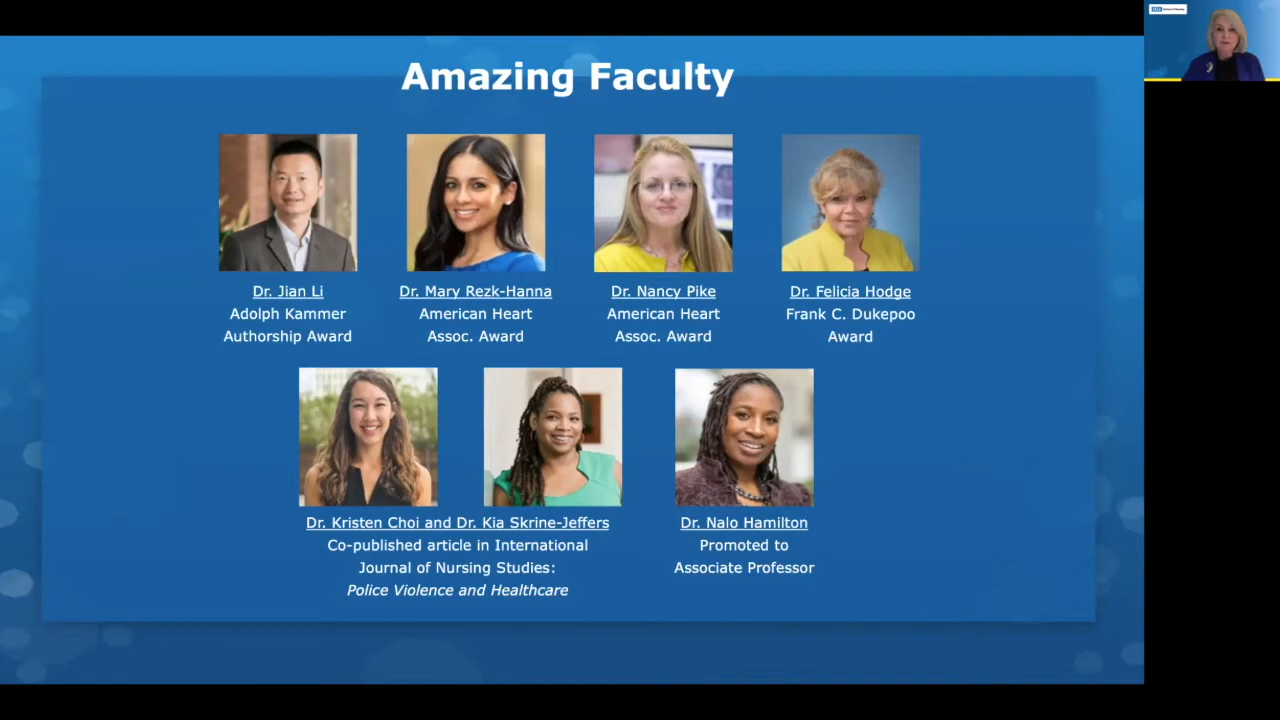 Amazing Faculty
Dr. Jian Li
Adolph Kammer
Authorship Award
Dr. Mary Rezk-Hanna
American Heart
Assoc. Award
Dr. Nancy Pike
American Heart
Assoc. Award
Dr. Felicia Hodge
Frank C. Dukepoo
Award
Dr. Kristen Choi and Dr. Kia Skrine-Jeffers
Co-published article in International
Journal of Nursing Studies:
Police Violence and Healthcare
Dr. Nalo Hamilton
Promoted to
Associate Professor